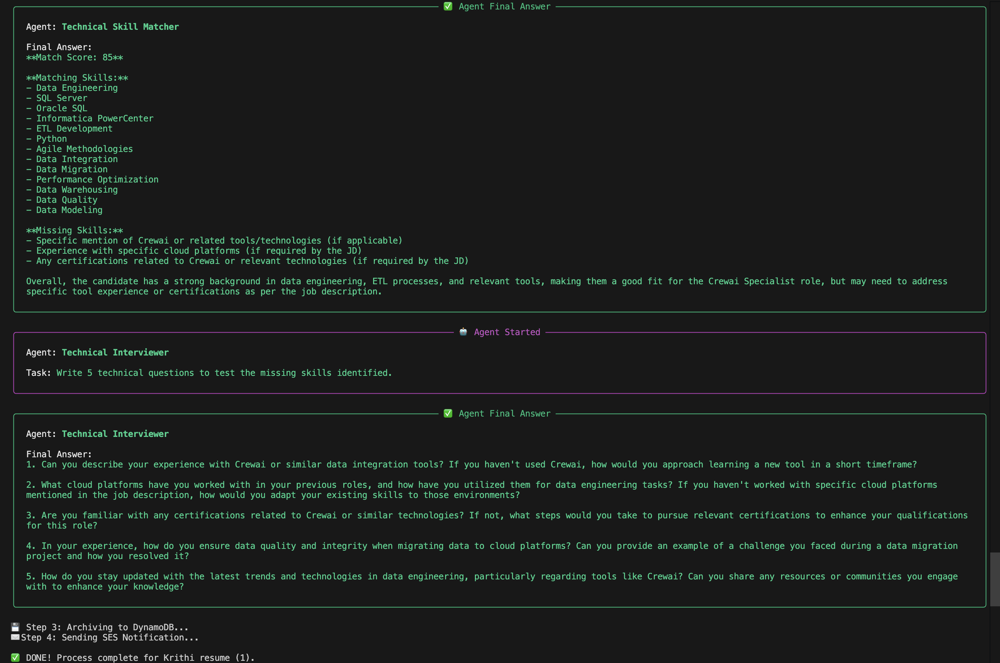 ✅ Agent Final Answer
Agent: Technical Skill Matcher
Final Answer:
**Match Score: 85**
**Matching Skills:**
- Data Engineering
- SQL Server
- Oracle SQL
- Informatica PowerCenter
- ETL Development
- Python
- Agile Methodologies
- Data Integration
- Data Migration
- Performance Optimization
- Data Warehousing
- Data Quality
- Data Modeling
**Missing Skills:**
- Specific mention of Crewai or related tools/technologies (if applicable)
- Experience with specific cloud platforms (if required by the JD)
- Any certifications related to Crewai or relevant technologies (if required by the JD)
Overall, the candidate has a strong background in data engineering, ETL processes, and relevant tools, making them a good fit for the Crewai Specialist role, but may need to address
specific tool experience or certifications as per the job description.
🤖 Agent Started
Agent: Technical Interviewer
Task: Write 5 technical questions to test the missing skills identified.
✅ Agent Final Answer
Agent: Technical Interviewer
Final Answer:
1. Can you describe your experience with Crewai or similar data integration tools? If you haven't used Crewai, how would you approach learning a new tool in a short timeframe?
2. What cloud platforms have you worked with in your previous roles, and how have you utilized them for data engineering tasks? If you haven't worked with specific cloud platforms
mentioned in the job description, how would you adapt your existing skills to those environments?
3. Are you familiar with any certifications related to Crewai or similar technologies? If not, what steps would you take to pursue relevant certifications to enhance your qualifications
for this role?
4. In your experience, how do you ensure data quality and integrity when migrating data to cloud platforms? Can you provide an example of a challenge you faced during a data migration
project and how you resolved it?
5. How do you stay updated with the latest trends and technologies in data engineering, particularly regarding tools like Crewai? Can you share any resources or communities you engage
with to enhance your knowledge?
💾 Step 3: Archiving to DynamoDB...
✉️Step 4: Sending SES Notification...
✅ DONE! Process complete for Krithi resume (1).